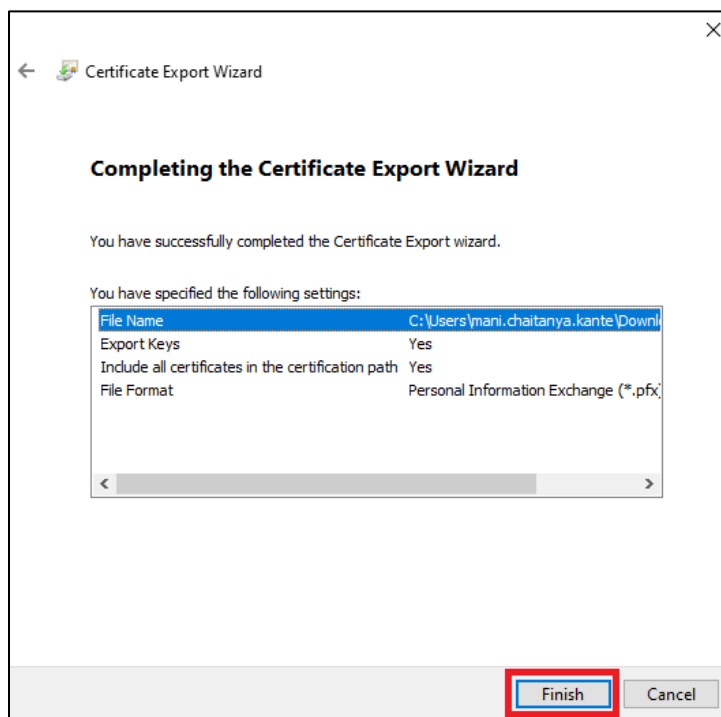 Certificate Export Wizard
Completing the Certificate Export Wizard
You have successfully completed the Certificate Export wizard.
You have specified the following settings:
File Name C:\Users\mani.chaitanya.kante\Downl
Export Keys Yes
Include all certificates in the certification path Yes
File Format Personal Information Exchange (*.pfx)
Finish Cancel